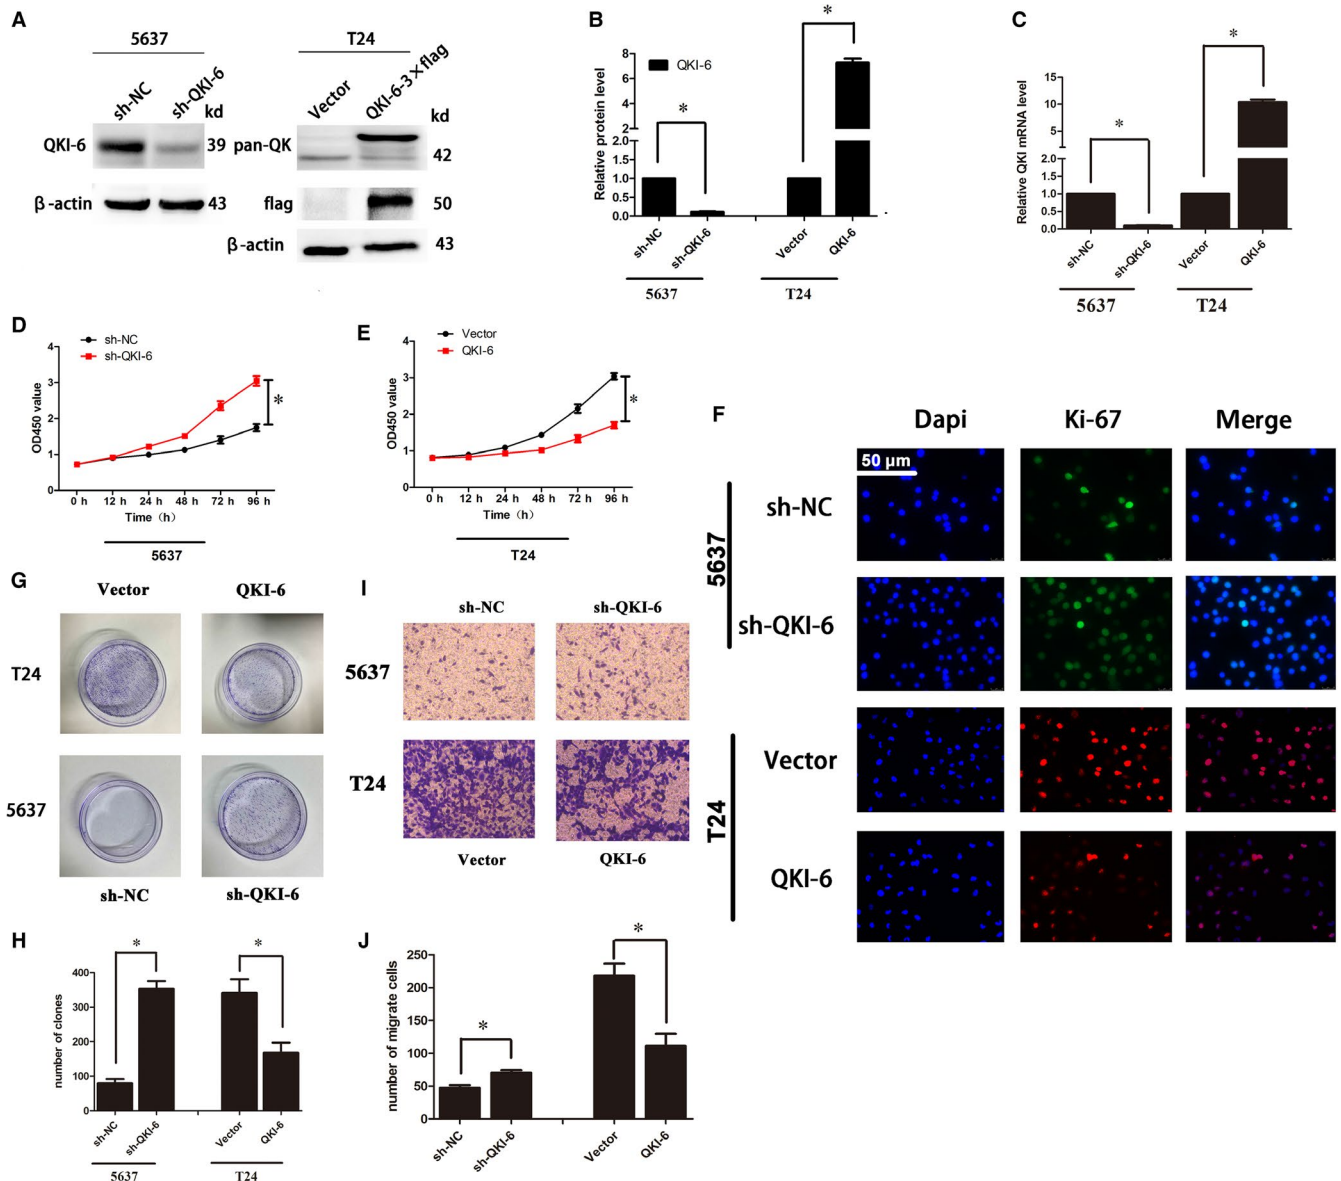 A
5637
T24
sh-NC
sh-QKI-6
kd
Vector
QKI-6-3×flag
kd
QKI-6
39
pan-QK
42
β-actin
43
flag
50
β-actin
43
B
Relative protein level
QKI-6
8
6
4
2
2.0
1.5
1.0
0.5
0.0
*
*
sh-NC
sh-QKI-6
Vector
QKI-6
5637
T24
C
Relative QKI mRNA level
15
10
5
2.0
1.5
1.0
0.5
0.0
*
*
sh-NC
sh-QKI-6
Vector
QKI-6
5637
T24
D
sh-NC
sh-QKI-6
OD450 value
4
3
2
1
0
*
0 h 12 h 24 h 48 h 72 h 96 h
Time (h)
5637
E
Vector
QKI-6
OD450 value
4
3
2
1
0
*
0 h 12 h 24 h 48 h 72 h 96 h
Time (h)
T24
F
Dapi Ki-67 Merge
50 μm
5637
sh-NC
sh-QKI-6
T24
Vector
QKI-6
G
Vector QKI-6
T24
5637
sh-NC sh-QKI-6
I
sh-NC sh-QKI-6
5637
T24
Vector QKI-6
H
number of clones
400
300
200
100
0
*
*
sh-NC
sh-QKI-6
Vector
QKI-6
5637
T24
J
number of migrate cells
250
200
150
100
50
0
*
*
sh-NC
sh-QKI-6
Vector
QKI-6